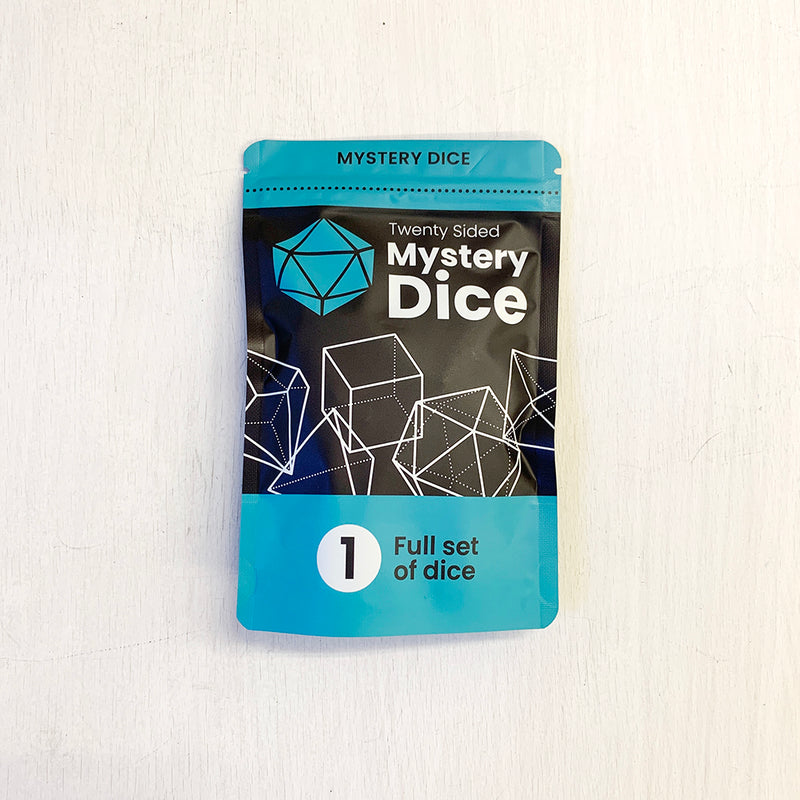 MYSTERY DICE
Twenty Sided
Mystery
Dice
1
Full set
of dice